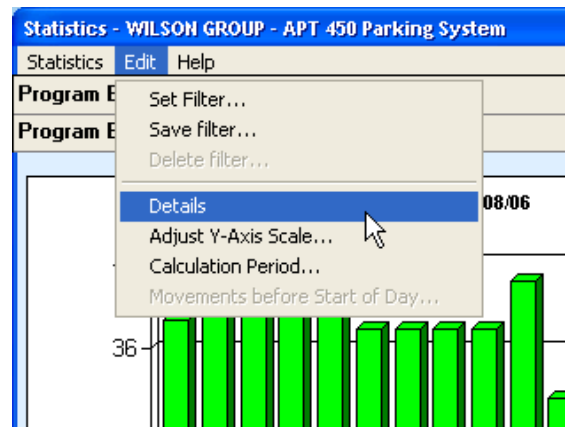 Statistics - WILSON GROUP - APT 450 Parking System
Statistics Edit Help
Program E
Set Filter...
Program E
Save filter...
Delete filter...
Details
08/06
Adjust Y-Axis Scale...
Calculation Period...
Movements before Start of Day...
36